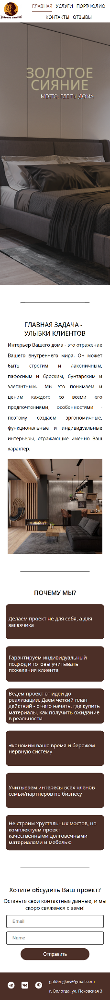 ЗОЛОТОЕ СИЯНИЕ
ГЛАВНАЯ УСЛУГИ ПОРТФОЛИО
КОНТАКТЫ ОТЗЫВЫ
ЗОЛОТОЕ
СИЯНИЕ
МЕСТО, ГДЕ ТЫ ДОМА
ГЛАВНАЯ ЗАДАЧА -
УЛЫБКИ КЛИЕНТОВ
Интерьер Вашего дома - это отражение
Вашего внутреннего мира. Он может
быть строгим и лаконичным,
пафосным и броским, бунтарским и
элегантным... Мы это понимаем и
ценим каждого со всеми его
предпочтениями, особенностями -
поэтому создаем эргономичные,
функциональные и индивидуальные
интерьеры, отражающие именно Ваш
характер.
ПОЧЕМУ МЫ?
Делаем проект не для себя, а для
заказчика
Гарантируем индивидуальный
подход и готовы учитывать
пожелания клиента
Ведем проект от идеи до
реализации. Даем четкий план
действий - с чего начать, где купить
материалы, как получить ожидание
в реальности
Экономим ваше время и бережем
нервную систему
Учитываем интересы всех членов
семьи/партнеров по бизнесу
Не строим хрустальных мостов, но
комплектуем проект
качественными долговечными
материалами и мебелью
Хотите обсудить Ваш проект?
Оставьте свои контактные данные, и мы
скоро свяжемся с вами!
Email
Name
Отправить
goldenglow@gmail.com
г. Вологда, ул. Псковская 3